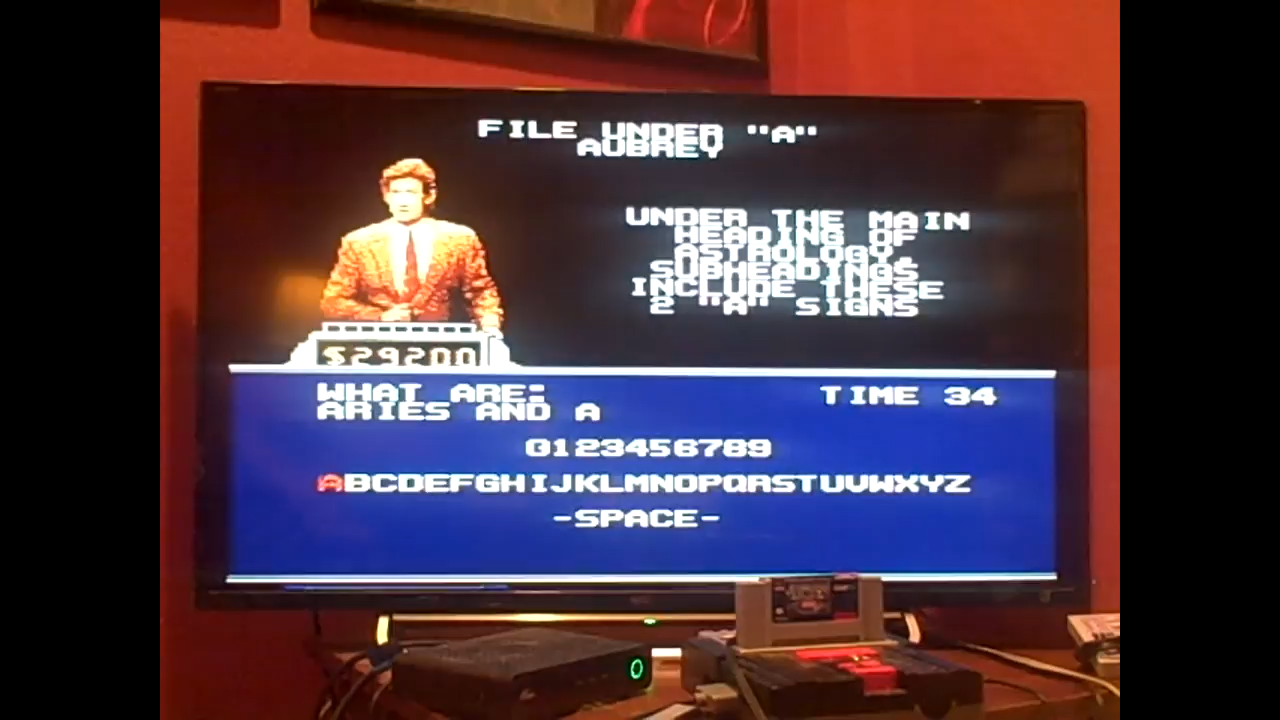 FILE UNDER "A"
AUBREY
UNDER THE MAIN
HEADING OF
ASTROLOGY,
SUBHEADINGS
INCLUDE THESE
2 "A" SIGNS
$29200
WHAT ARE:
TIME 34
ARIES AND A
0123456789
ABCDEFGHIJKLMNOPQRSTUVWXYZ
-SPACE-